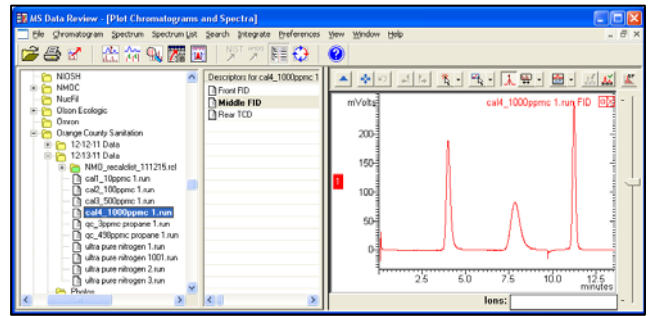 MS Data Review - [Plot Chromatograms and Spectra]
File Chromatogram Spectrum Spectrum List Search Integrate Preferences View Window Help
NIST
NIOSH
NMOC
NucFil
Olson Ecologic
Omron
Orange County Sanitation
12-12-11 Data
12-13-11 Data
NMO_recalclist_111215.rcl
cal1_10ppmc 1.run
cal2_100ppmc 1.run
cal3_500ppmc 1.run
cal4_1000ppmc 1.run
qc_3ppmc propane 1.run
qc_498ppmc propane 1.run
ultra pure nitrogen 1.run
ultra pure nitrogen 1001.run
ultra pure nitrogen 2.run
ultra pure nitrogen 3.run
Photos
Descriptors for cal4_1000ppmc 1
Front FID
Middle FID
Rear TCD
mVolts
cal4_1000ppmc 1.run FID
200
150
100
50
0
1
2.5 5.0 7.5 10.0 12.5
minutes
Ions: